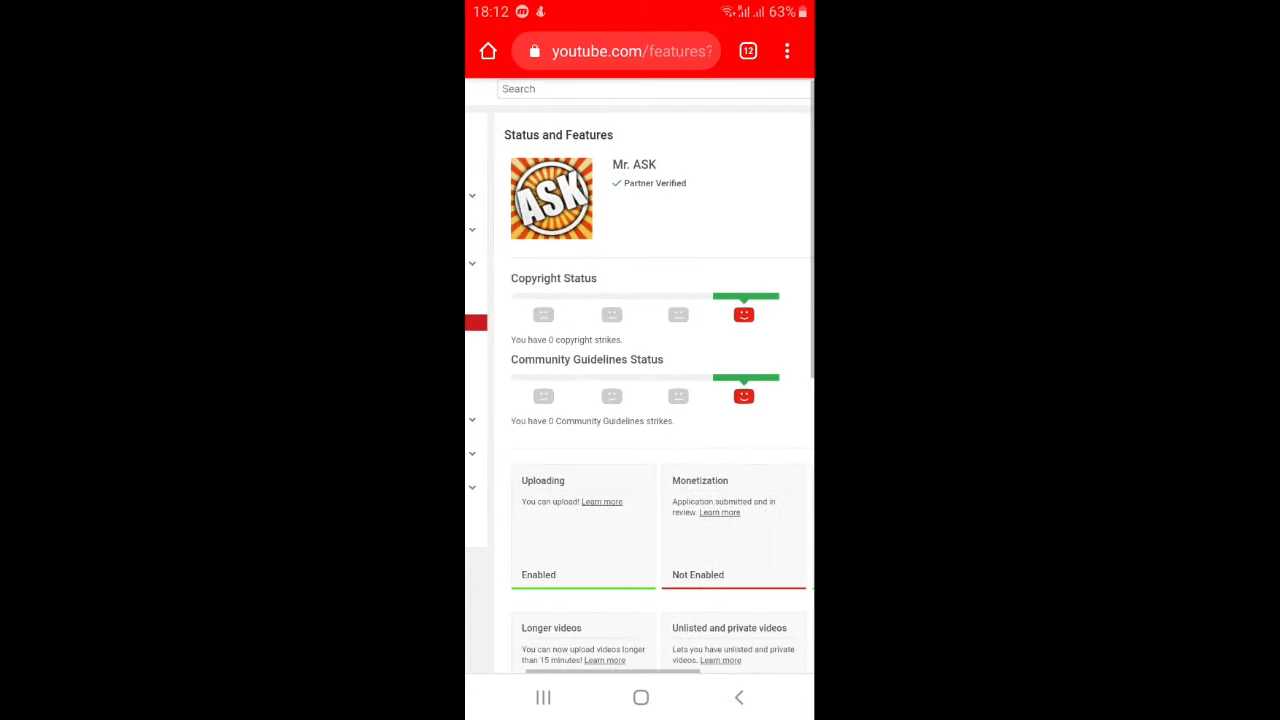 18:12 63%
youtube.com/features? 12
Search
Status and Features
ASK
Mr. ASK
Partner Verified
Copyright Status
You have 0 copyright strikes.
Community Guidelines Status
You have 0 Community Guidelines strikes.
Uploading
You can upload! Learn more
Enabled
Monetization
Application submitted and in
review. Learn more
Not Enabled
Longer videos
You can now upload videos longer
than 15 minutes! Learn more
Unlisted and private videos
Lets you have unlisted and private
videos. Learn more